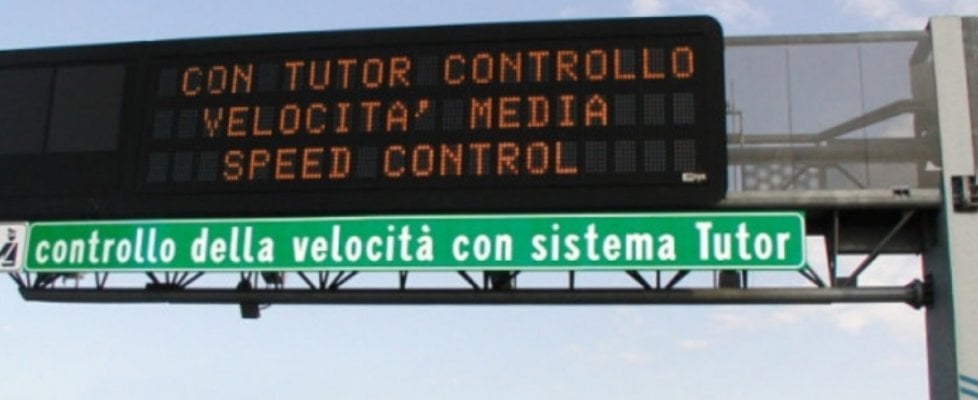 CON TUTOR CONTROLLO
VELOCITA' MEDIA
SPEED CONTROL
controllo della velocità con sistema Tutor